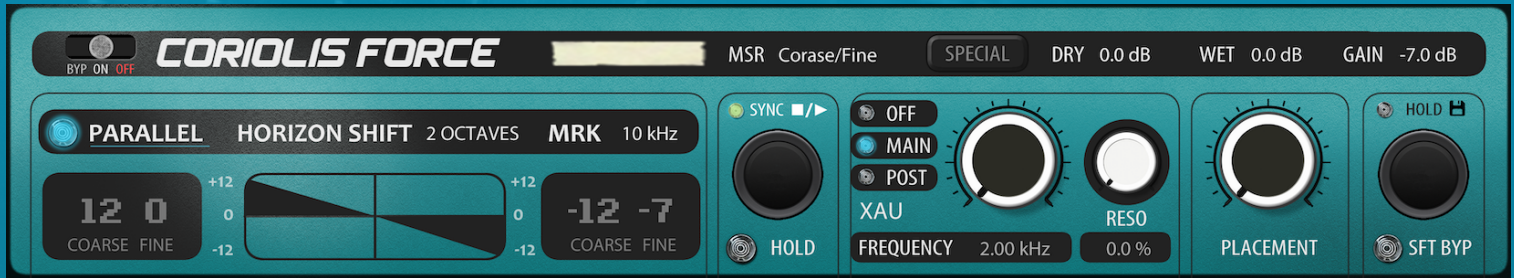 BYP ON OFF
CORIOLIS FORCE
MSR Corase/Fine
SPECIAL
DRY 0.0 dB
WET 0.0 dB
GAIN -7.0 dB
PARALLEL
HORIZON SHIFT 2 OCTAVES
MRK 10 kHz
12 0
COARSE FINE
+12
0
-12
+12
0
-12
-12 -7
COARSE FINE
SYNC
HOLD
OFF
MAIN
POST
XAU
FREQUENCY 2.00 kHz
RESO
0.0 %
PLACEMENT
HOLD
SFT BYP